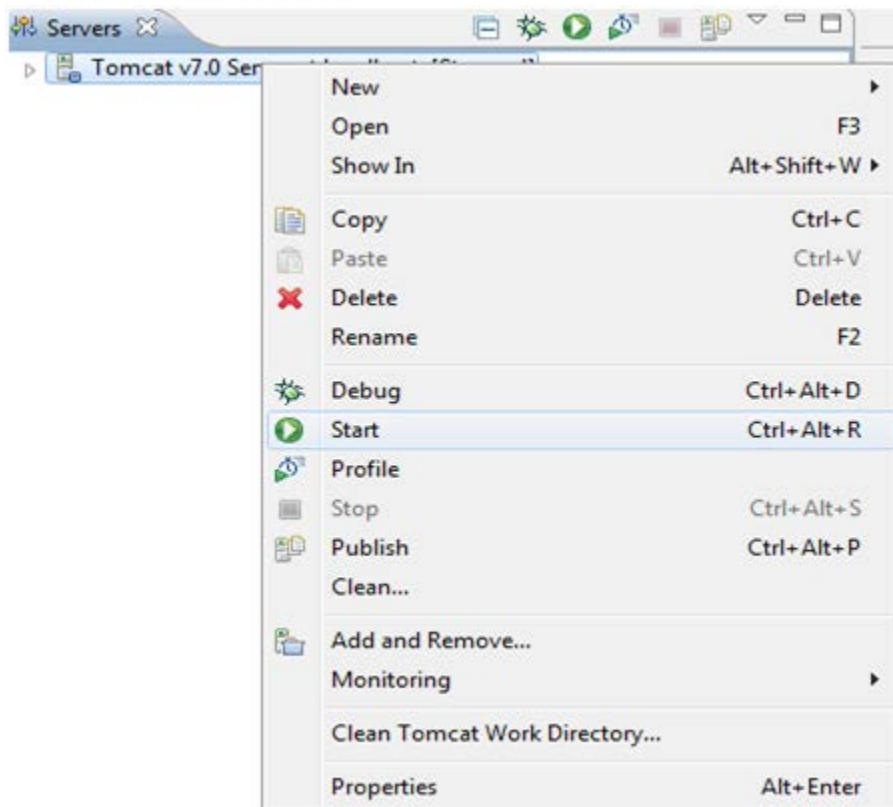 Servers
Tomcat v7.0 Ser
New
Open F3
Show In Alt+Shift+W
Copy Ctrl+C
Paste Ctrl+V
Delete Delete
Rename F2
Debug Ctrl+Alt+D
Start Ctrl+Alt+R
Profile
Stop Ctrl+Alt+S
Publish Ctrl+Alt+P
Clean...
Add and Remove...
Monitoring
Clean Tomcat Work Directory...
Properties Alt+Enter